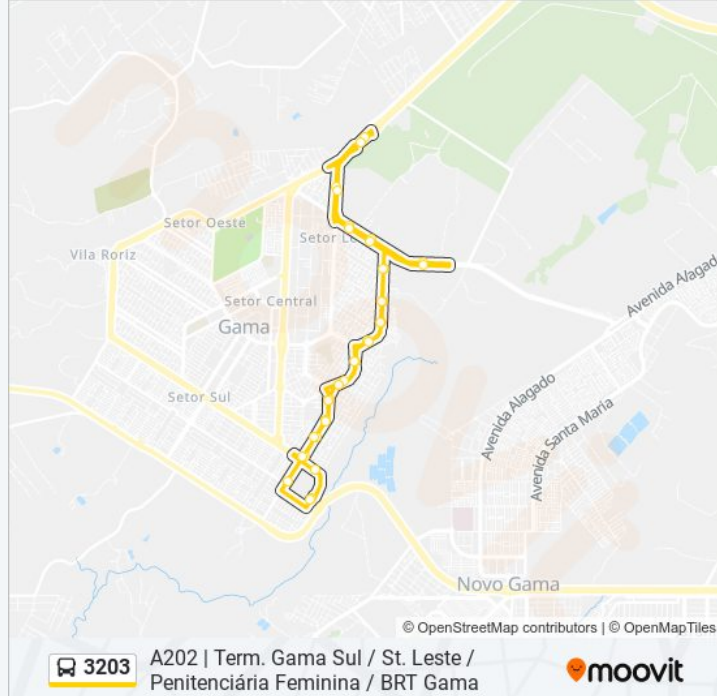 Setor Oeste
Setor Le
Vila Roriz
Avenida Alagado
Setor Central
Gama
Setor Sul
Avenida Alagado
Avenida Santa Maria
Novo Gama
© OpenStreetMap contributors | © OpenMapTiles
3203
A202 | Term. Gama Sul / St. Leste /
Penitenciária Feminina / BRT Gama
moovit